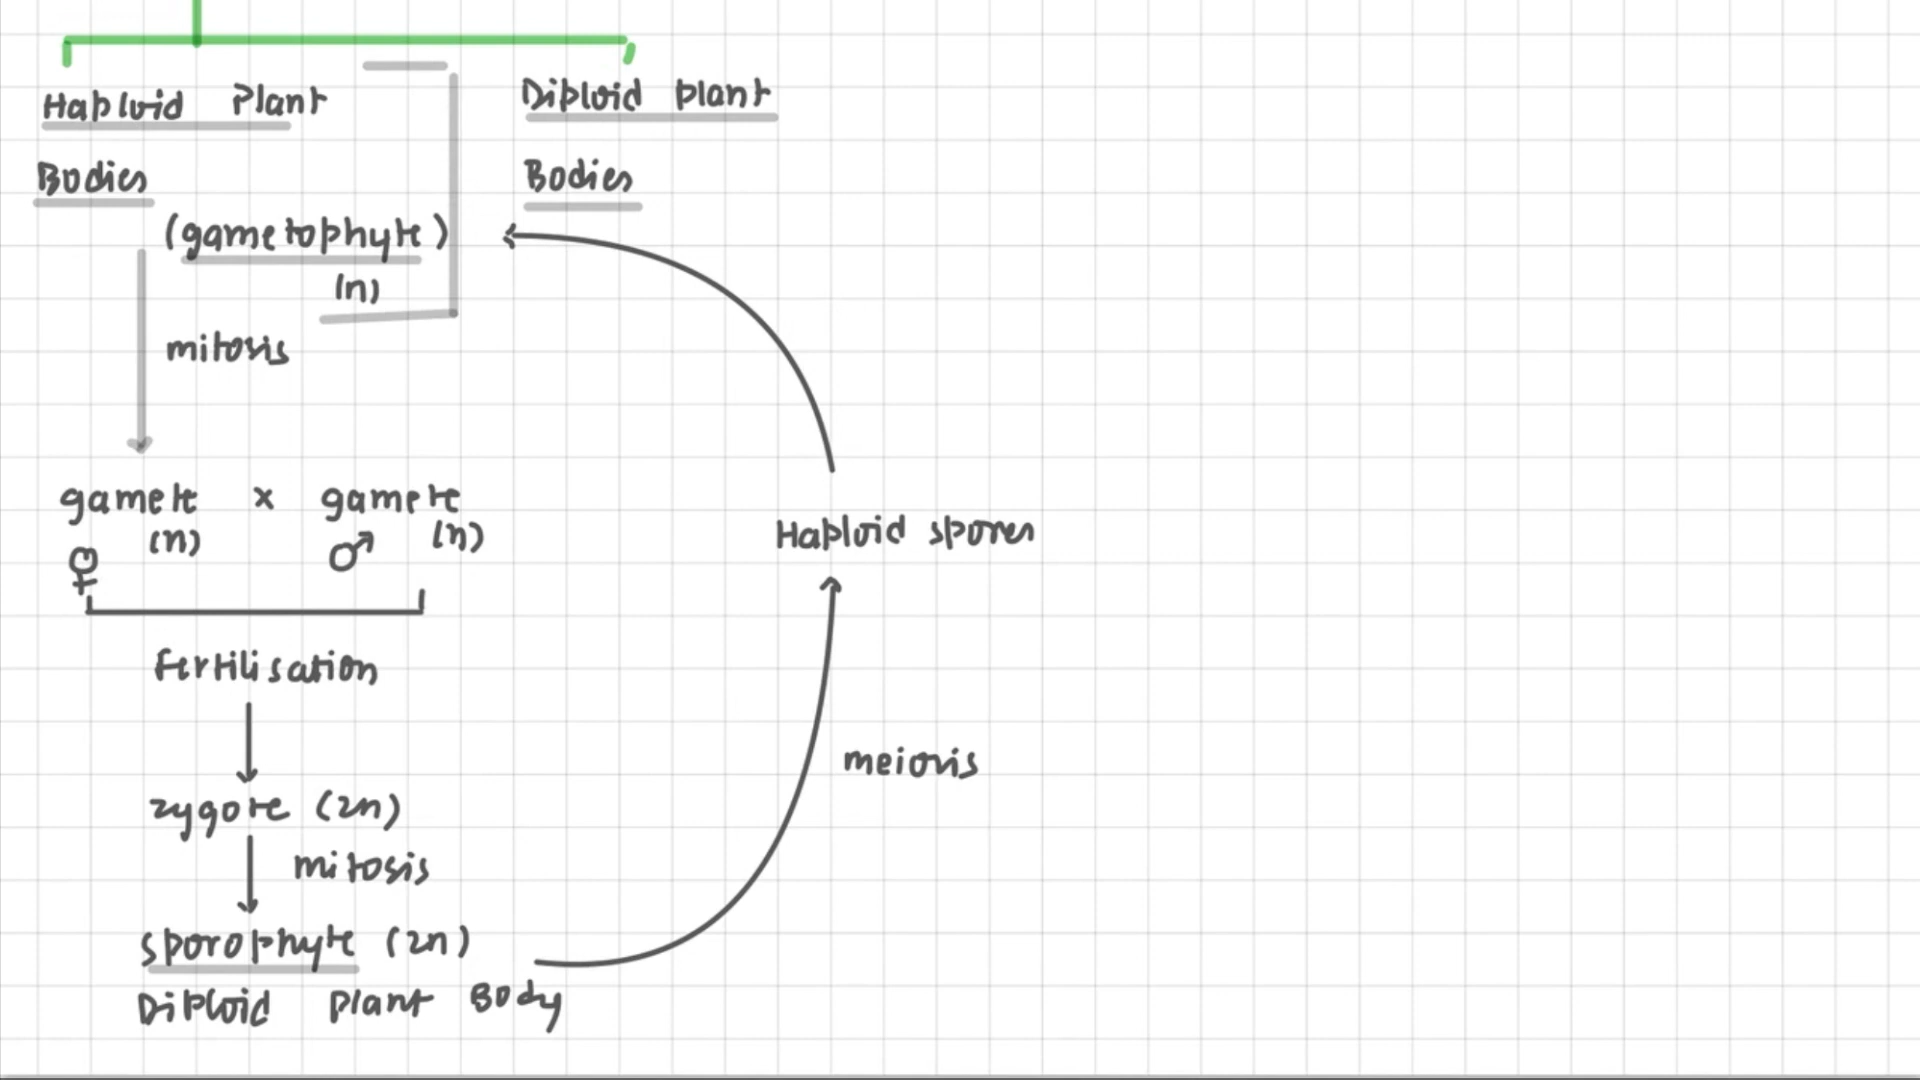 Haploid Plant
Bodies
(gametophyte)
(n)
Diploid plant
Bodies
mitosis
gamete x gamete
(n) (n)
♀ ♂
Haploid spores
Fertilisation
meiosis
zygote (2n)
mitosis
sporophyte (2n)
Diploid Plant Body